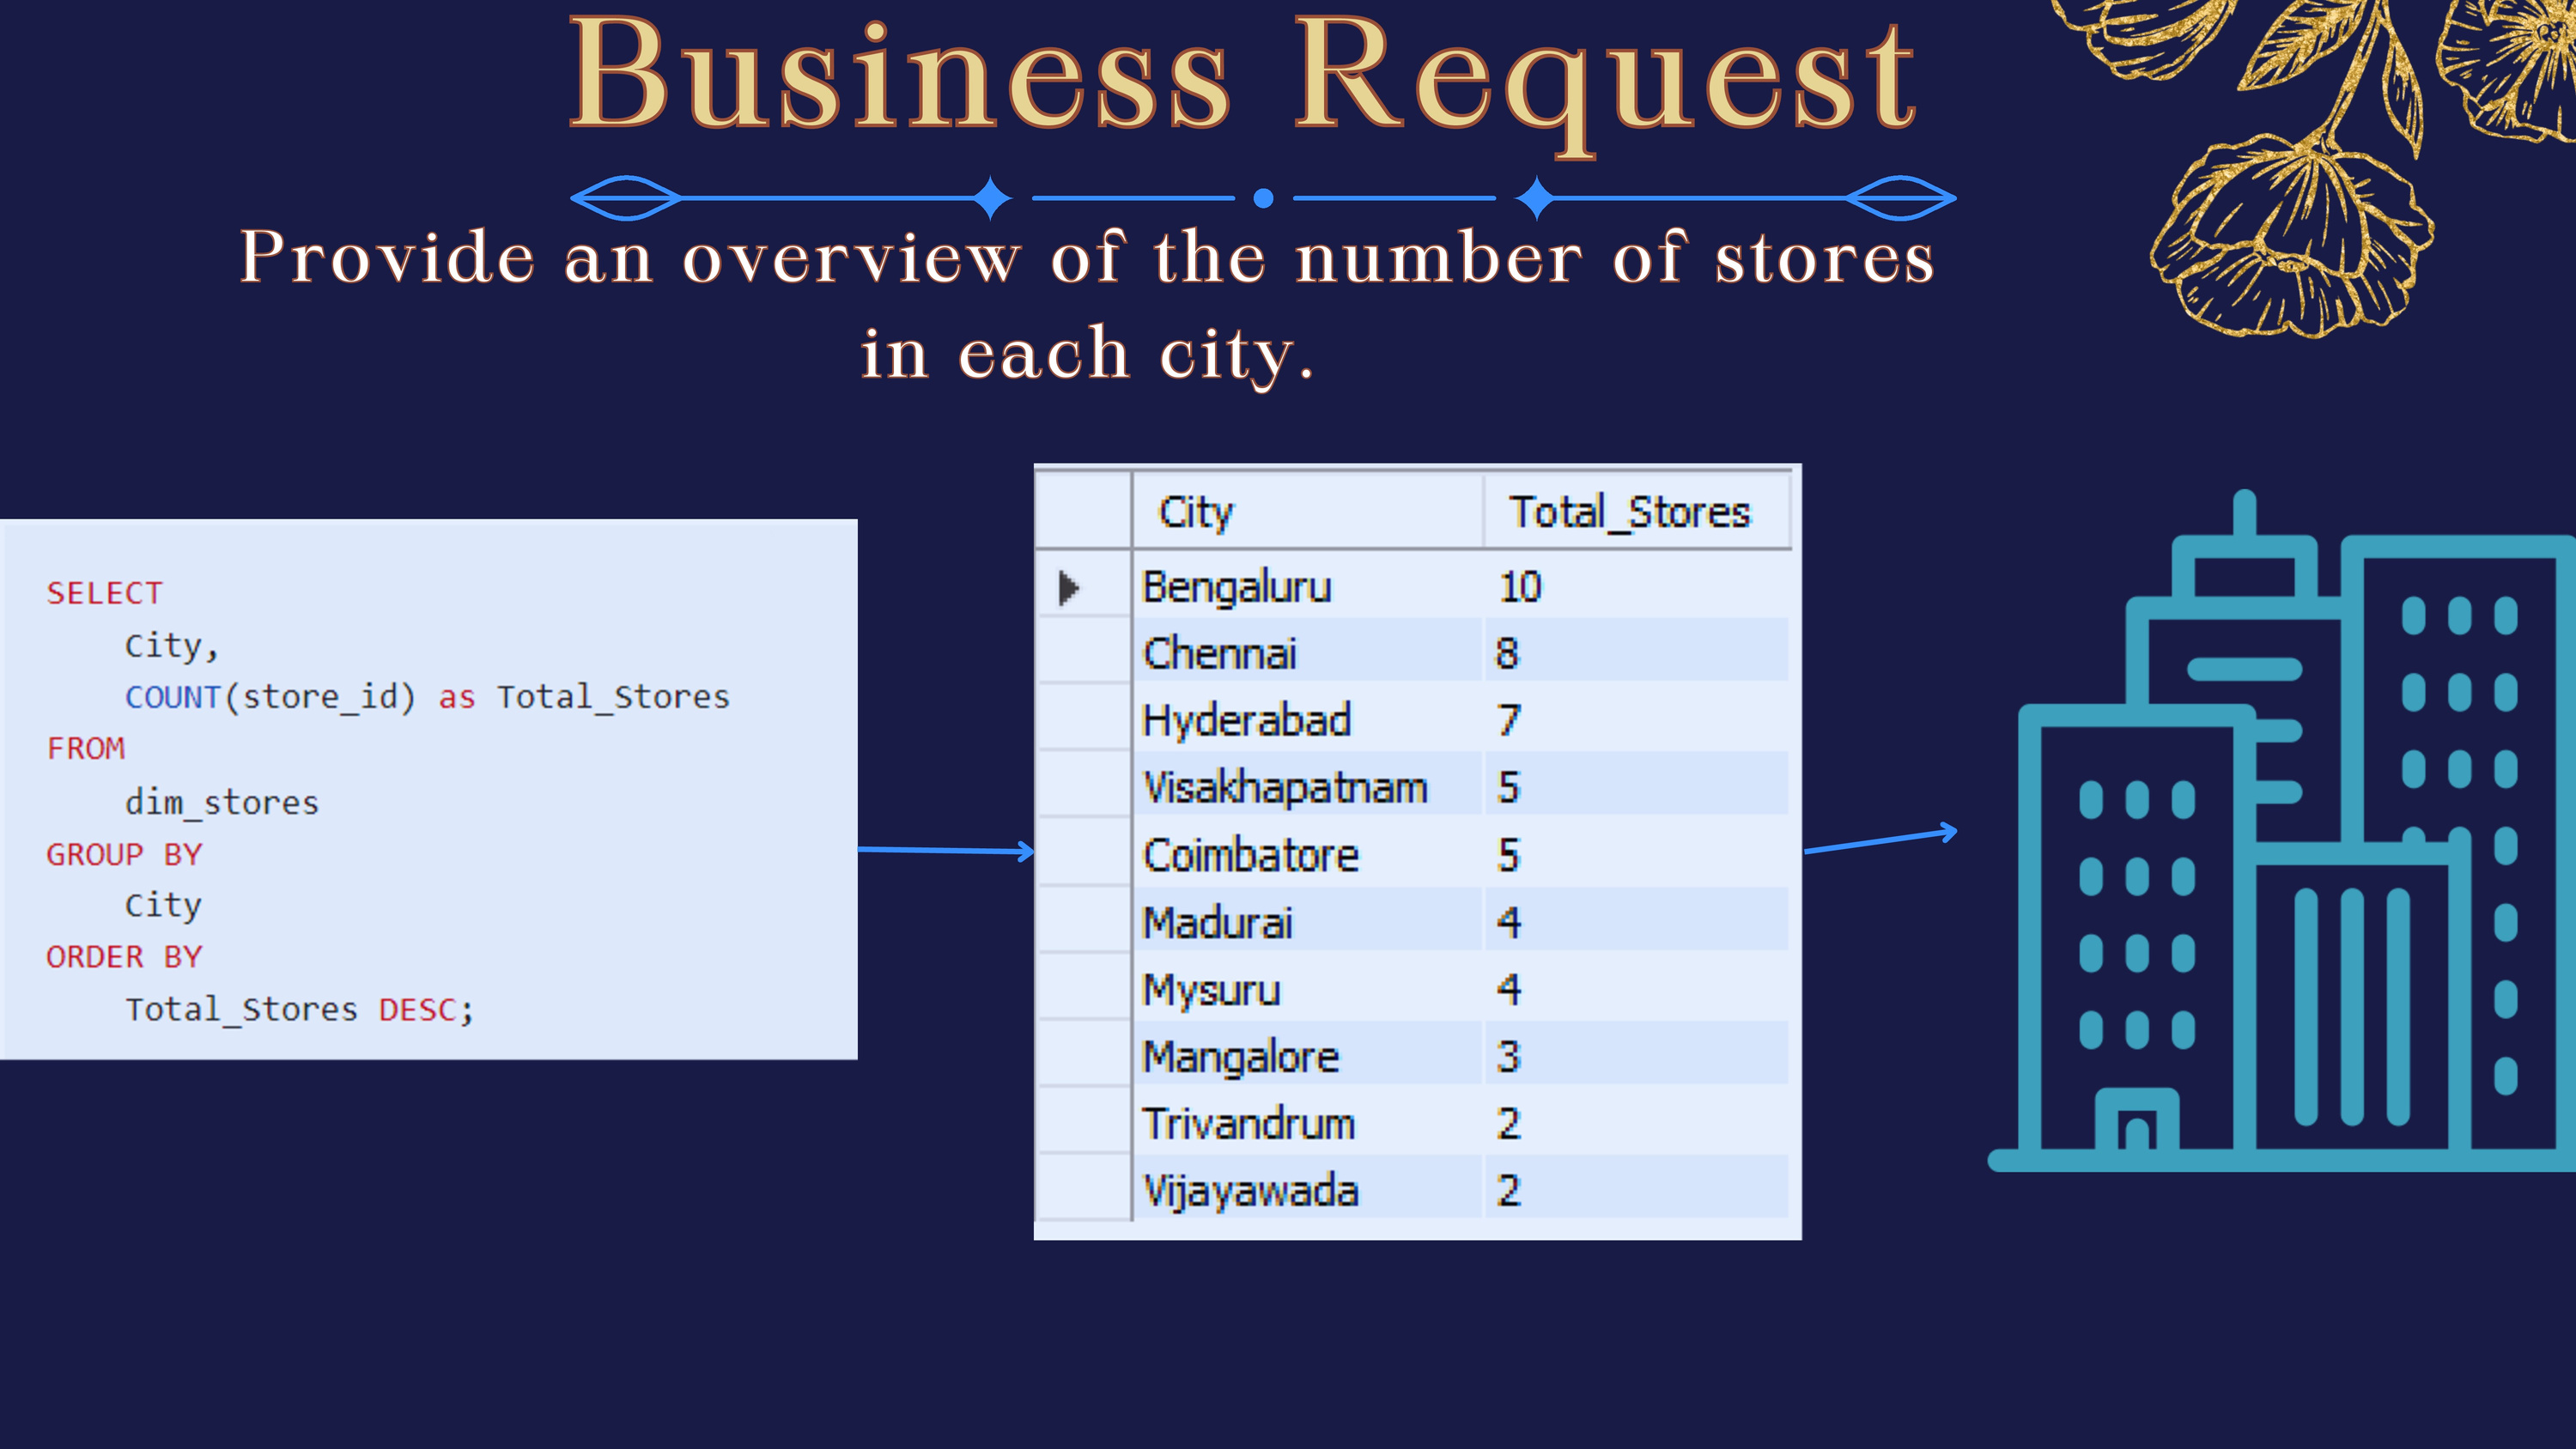 Business Request
Provide an overview of the number of stores
in each city.
SELECT
City,
COUNT(store_id) as Total_Stores
FROM
dim_stores
GROUP BY
City
ORDER BY
Total_Stores DESC;
City Total_Stores
Bengaluru 10
Chennai 8
Hyderabad 7
Visakhapatnam 5
Coimbatore 5
Madurai 4
Mysuru 4
Mangalore 3
Trivandrum 2
Vijayawada 2